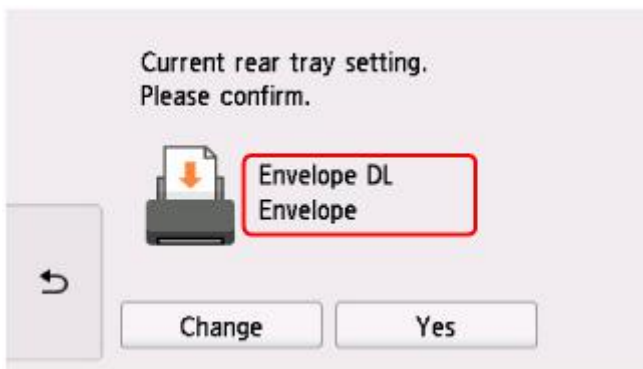 Current rear tray setting.
Please confirm.
Envelope DL
Envelope
Change
Yes